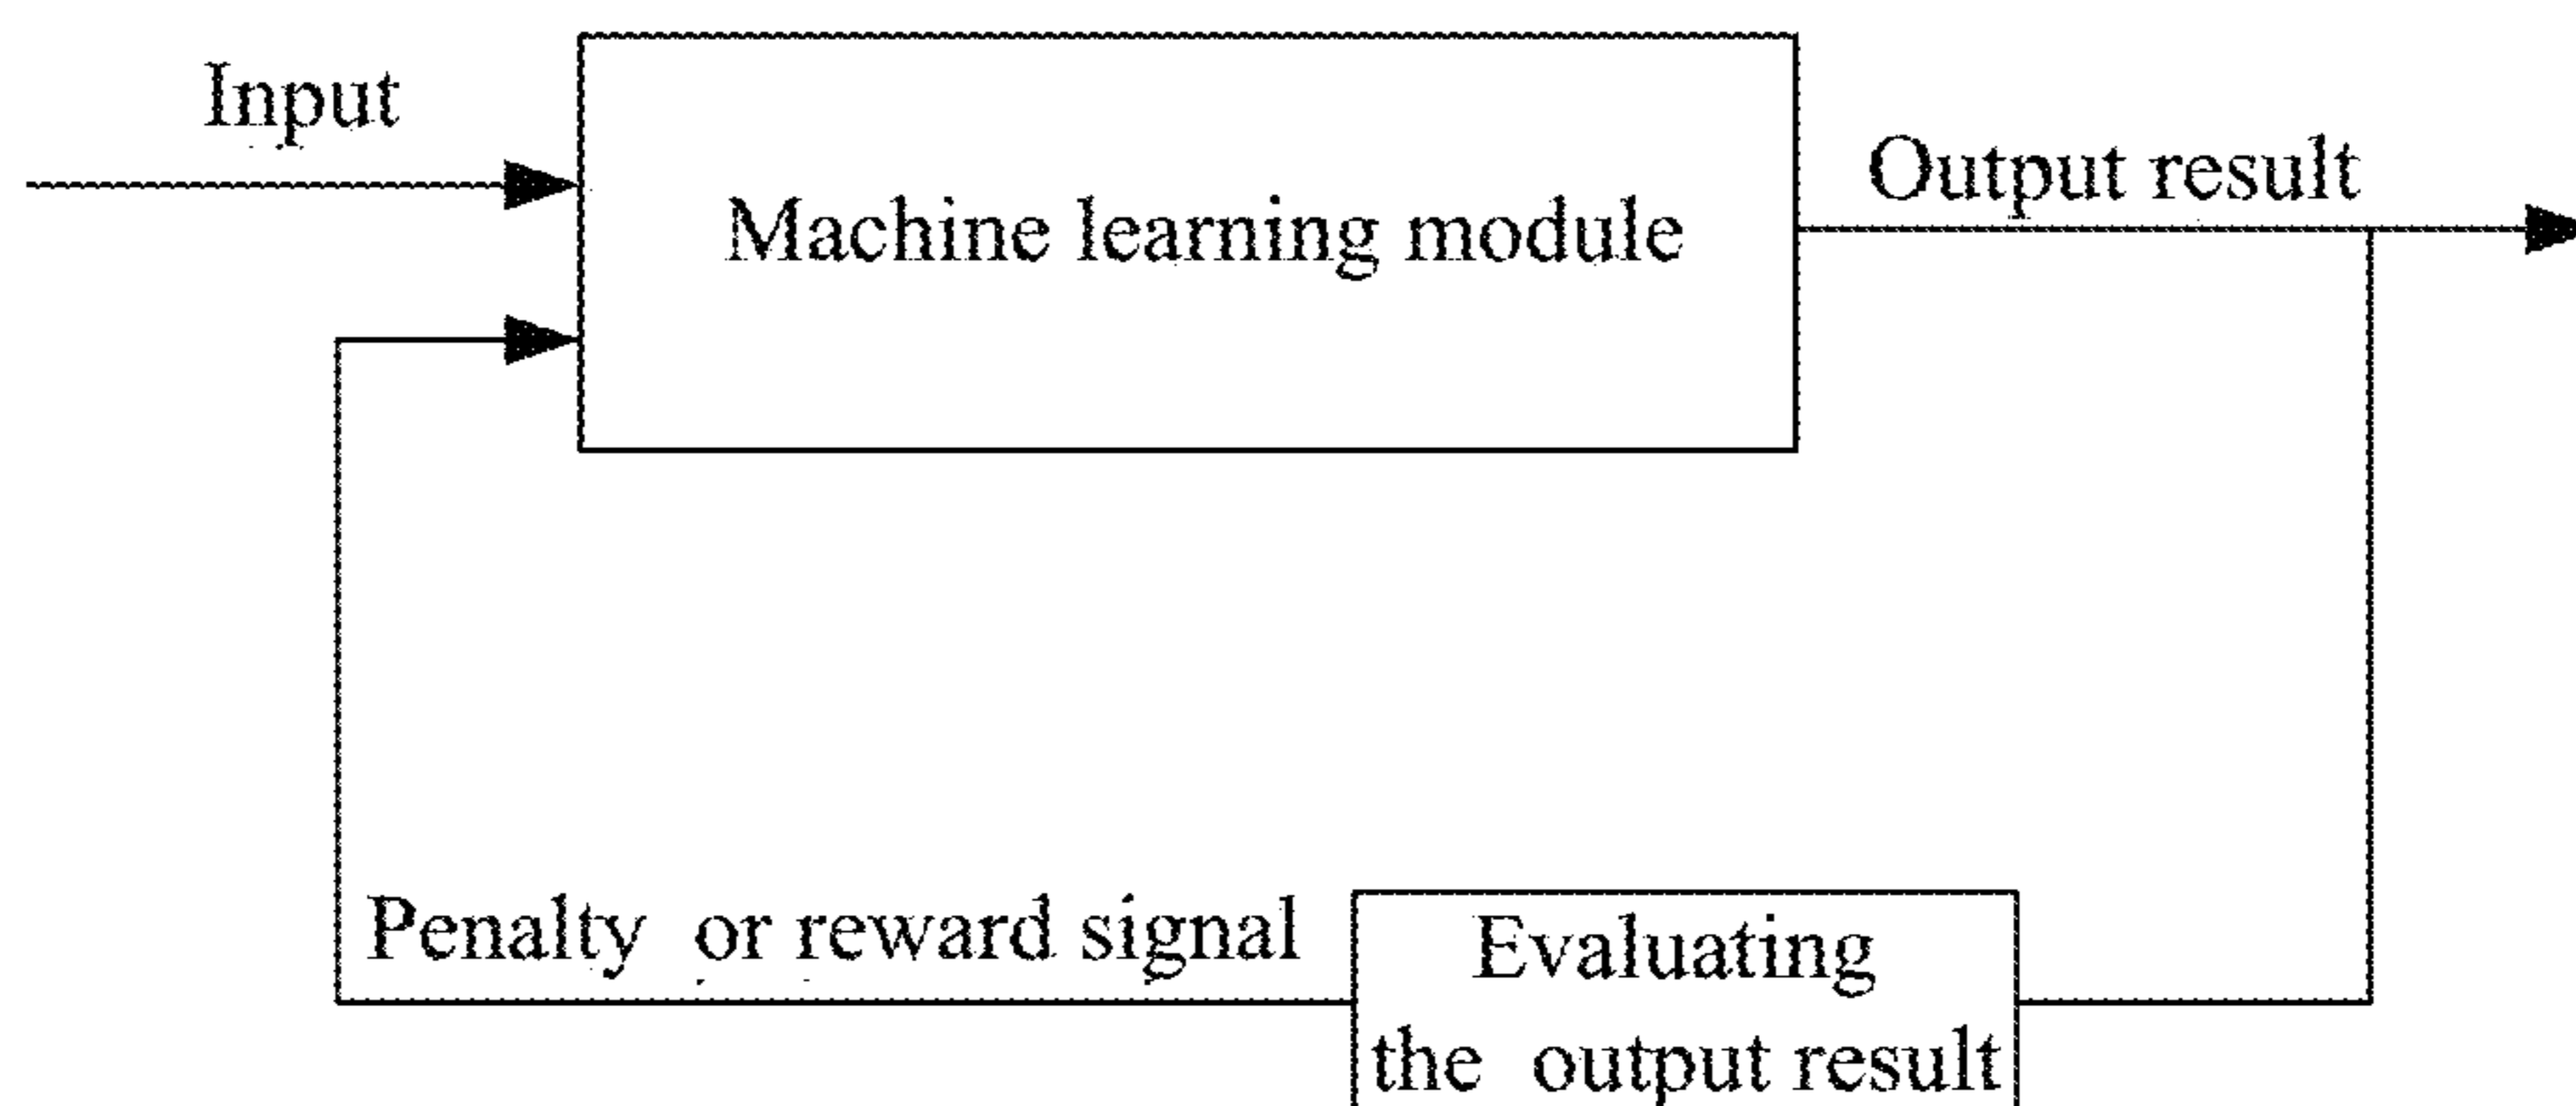 Input
Machine learning module
Output result
Penalty or reward signal
Evaluating
the output result